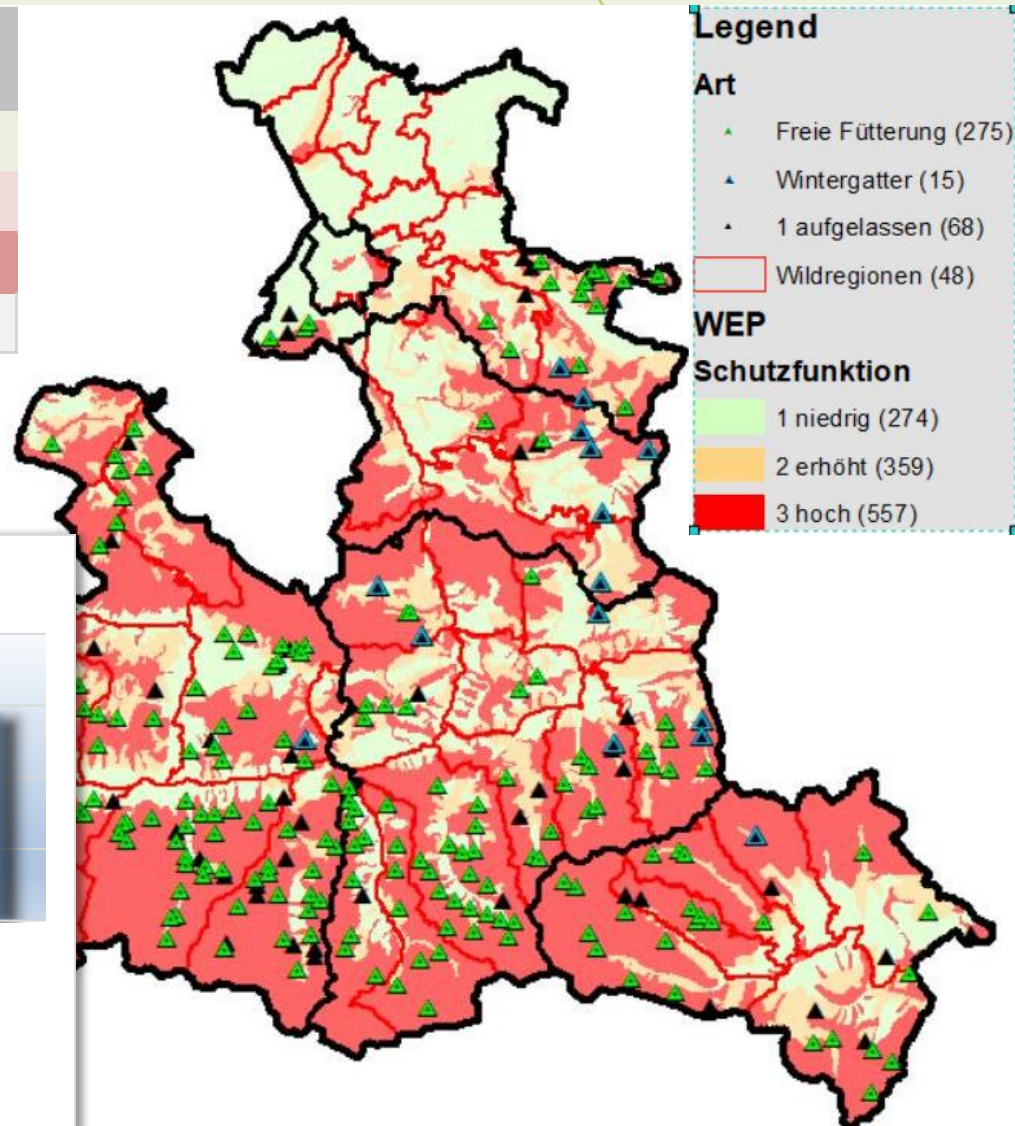 Legend
Art
Freie Fütterung (275)
Wintergatter (15)
1 aufgelassen (68)
Wildregionen (48)
WEP
Schutzfunktion
1 niedrig (274)
2 erhöht (359)
3 hoch (557)